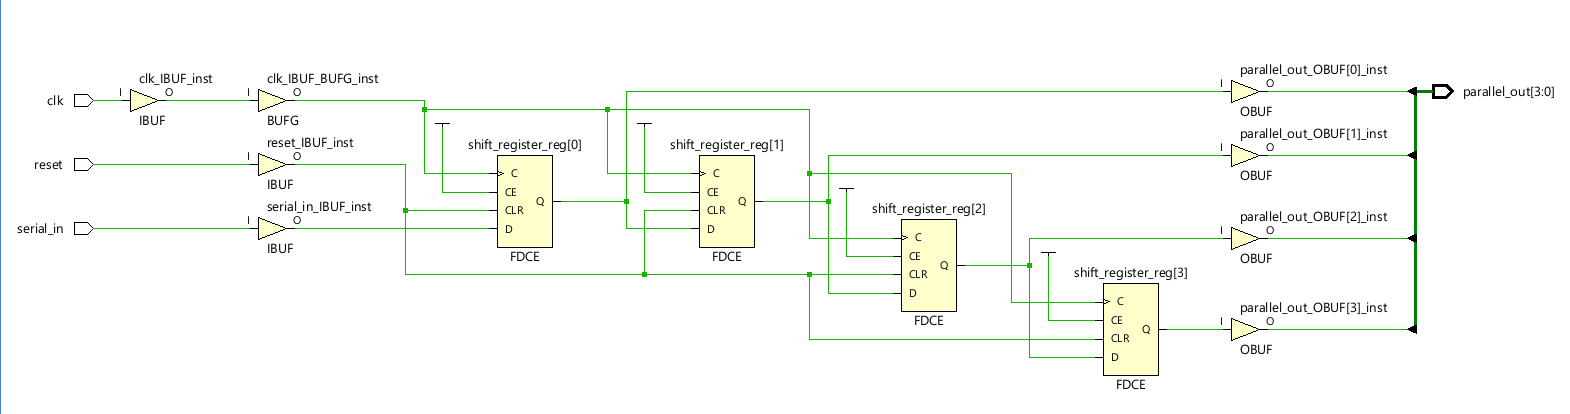 clk
I
clk_IBUF_inst
O
IBUF
I
clk_IBUF_BUFG_inst
O
BUFG
reset
I
reset_IBUF_inst
O
IBUF
serial_in
I
serial_in_IBUF_inst
O
IBUF
shift_register_reg[0]
C
CE
CLR
D
Q
FDCE
shift_register_reg[1]
C
CE
CLR
D
Q
FDCE
shift_register_reg[2]
C
CE
CLR
D
Q
FDCE
shift_register_reg[3]
C
CE
CLR
D
Q
FDCE
parallel_out_OBUF[0]_inst
I
O
OBUF
parallel_out_OBUF[1]_inst
I
O
OBUF
parallel_out_OBUF[2]_inst
I
O
OBUF
parallel_out_OBUF[3]_inst
I
O
OBUF
parallel_out[3:0]